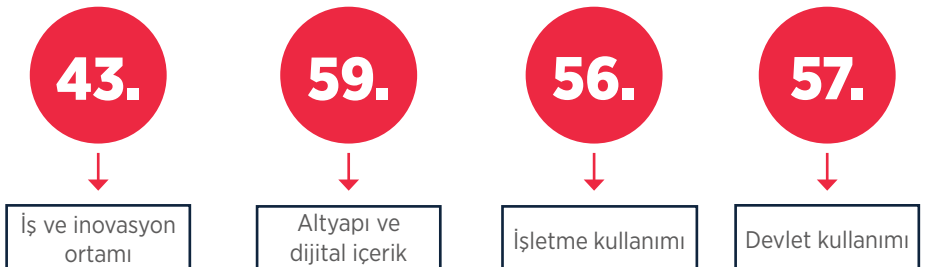 43.
59.
56.
57.
İş ve inovasyon
ortamı
Altyapı ve
dijital içerik
İşletme kullanımı
Devlet kullanımı